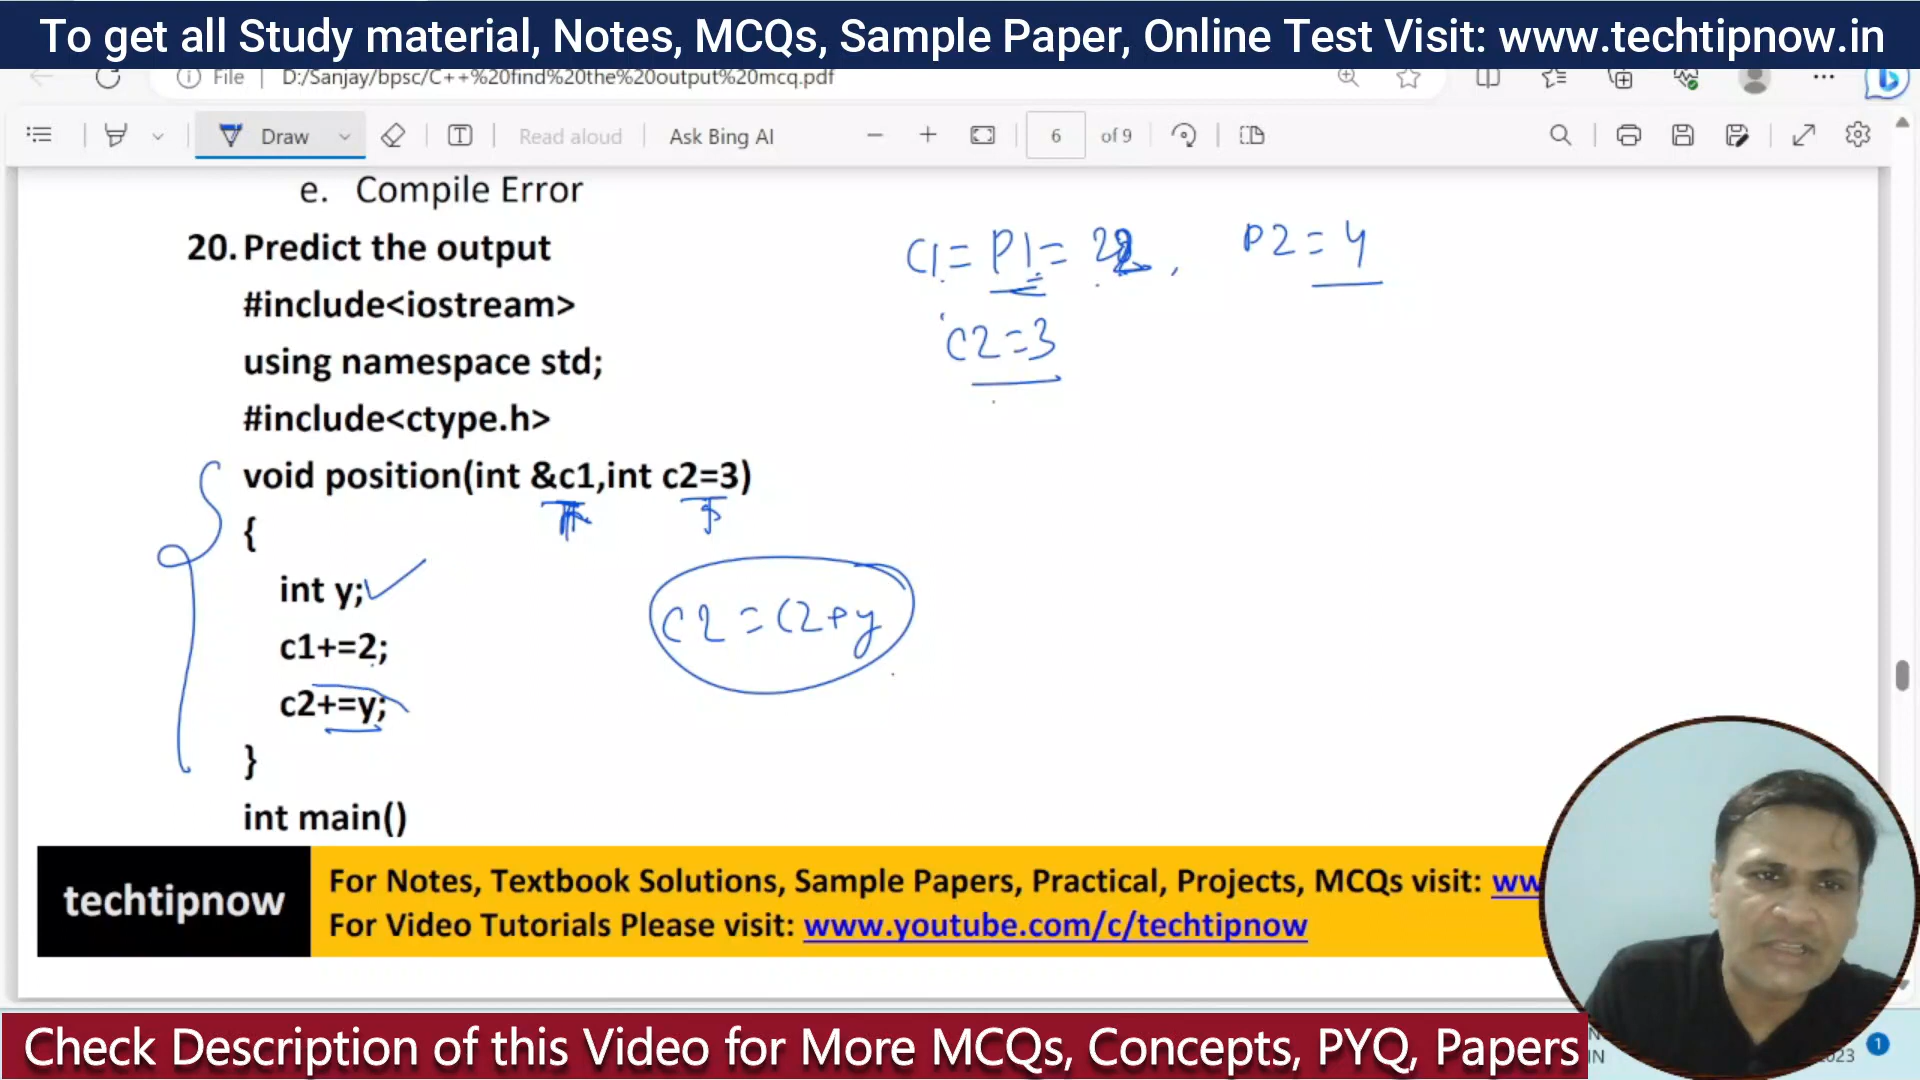 To get all Study material, Notes, MCQs, Sample Paper, Online Test Visit: www.techtipnow.in
File | D:/Sanjay/bpsc/C++%20find%20the%20output%20mcq.pdf
Draw Read aloud Ask Bing AI 6 of 9
e. Compile Error
20. Predict the output
#include<iostream>
using namespace std;
#include<ctype.h>
void position(int &c1,int c2=3)
{
int y;
c1+=2;
c2+=y;
}
int main()
C1 = P1 = 22, P2 = 4
C2=3
C2 = C2+y
techtipnow
For Notes, Textbook Solutions, Sample Papers, Practical, Projects, MCQs visit: ww
For Video Tutorials Please visit: www.youtube.com/c/techtipnow
Check Description of this Video for More MCQs, Concepts, PYQ, Papers
IN
023
1